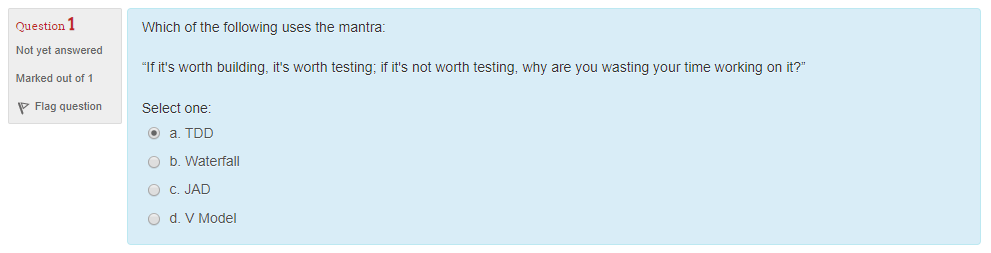 Question 1
Not yet answered
Marked out of 1
Flag question
Which of the following uses the mantra:
“If it's worth building, it's worth testing; if it's not worth testing, why are you wasting your time working on it?”
Select one:
a. TDD
b. Waterfall
c. JAD
d. V Model